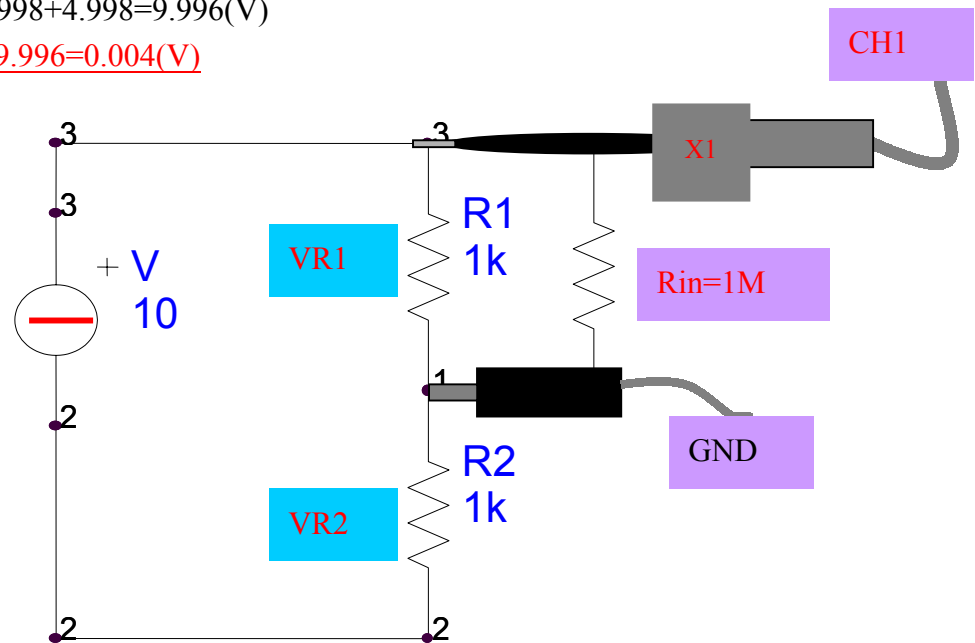 998+4.998=9.996(V)
9.996=0.004(V)
CH1
3
3
X1
3
R1
1k
VR1
+ V
10
Rin=1M
1
2
GND
R2
1k
VR2
2
2